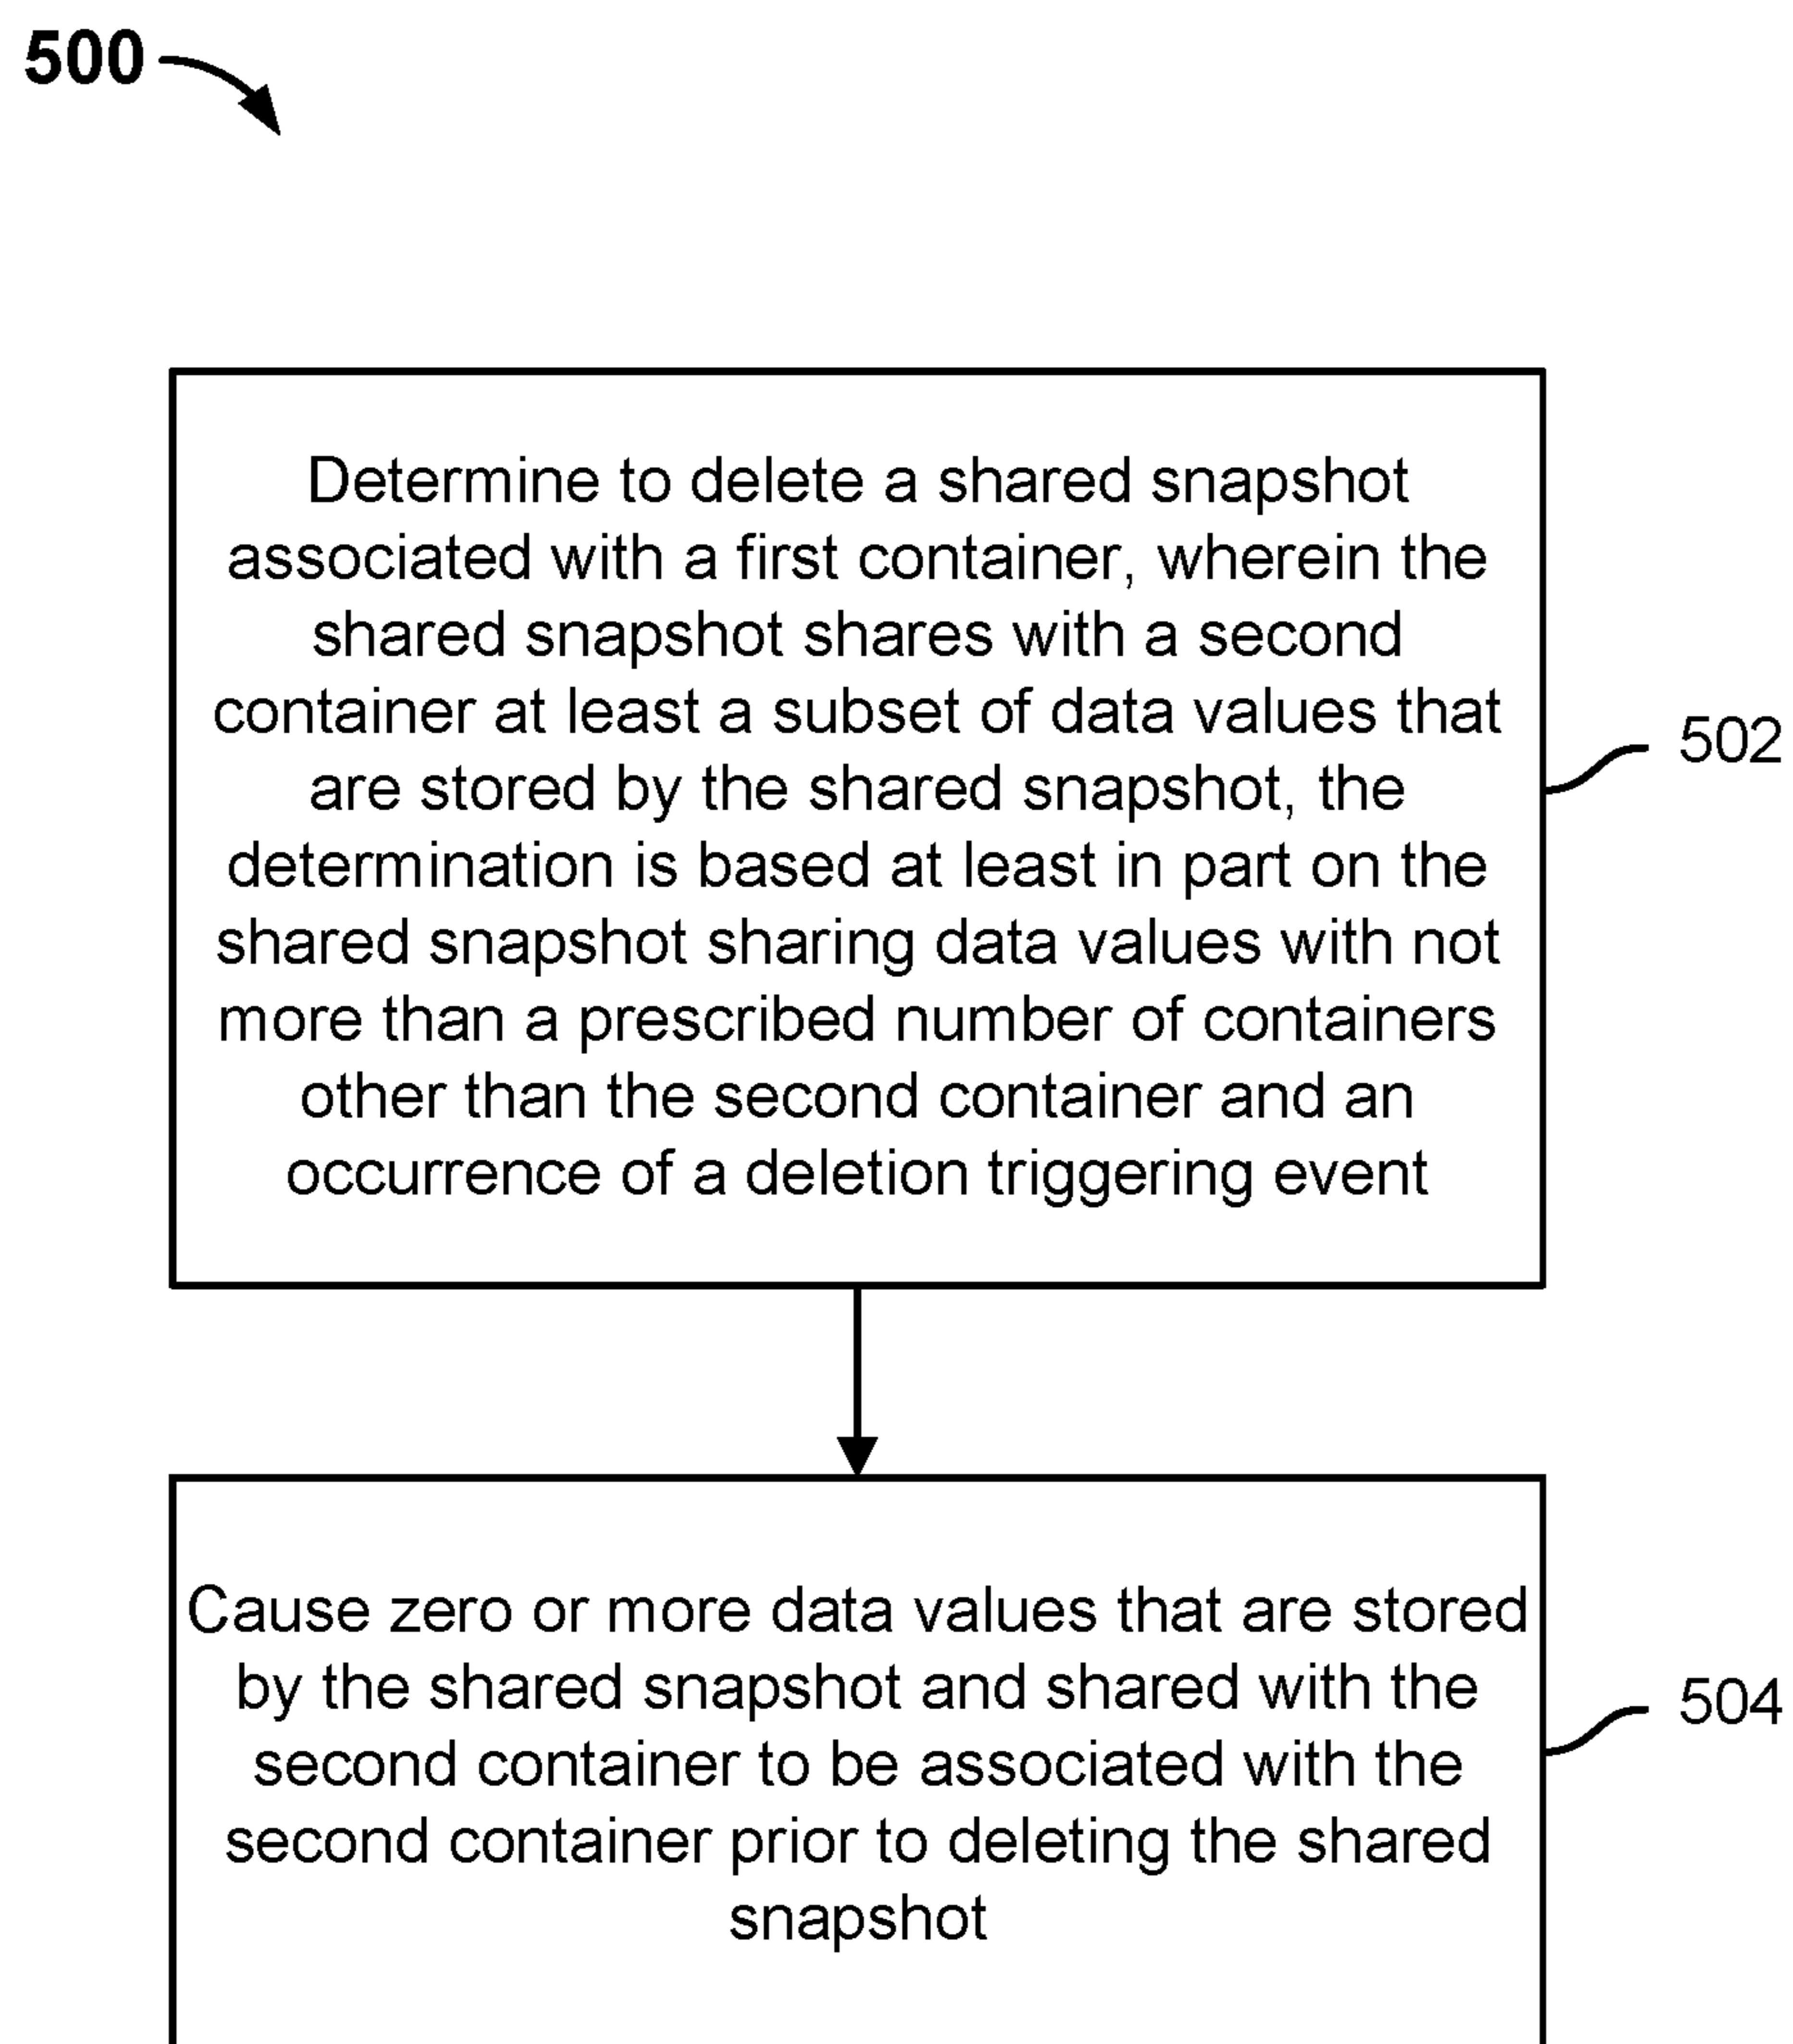 500
Determine to delete a shared snapshot
associated with a first container, wherein the
shared snapshot shares with a second
container at least a subset of data values that
are stored by the shared snapshot, the
determination is based at least in part on the
shared snapshot sharing data values with not
more than a prescribed number of containers
other than the second container and an
occurrence of a deletion triggering event
502
Cause zero or more data values that are stored
by the shared snapshot and shared with the
second container to be associated with the
second container prior to deleting the shared
snapshot
504